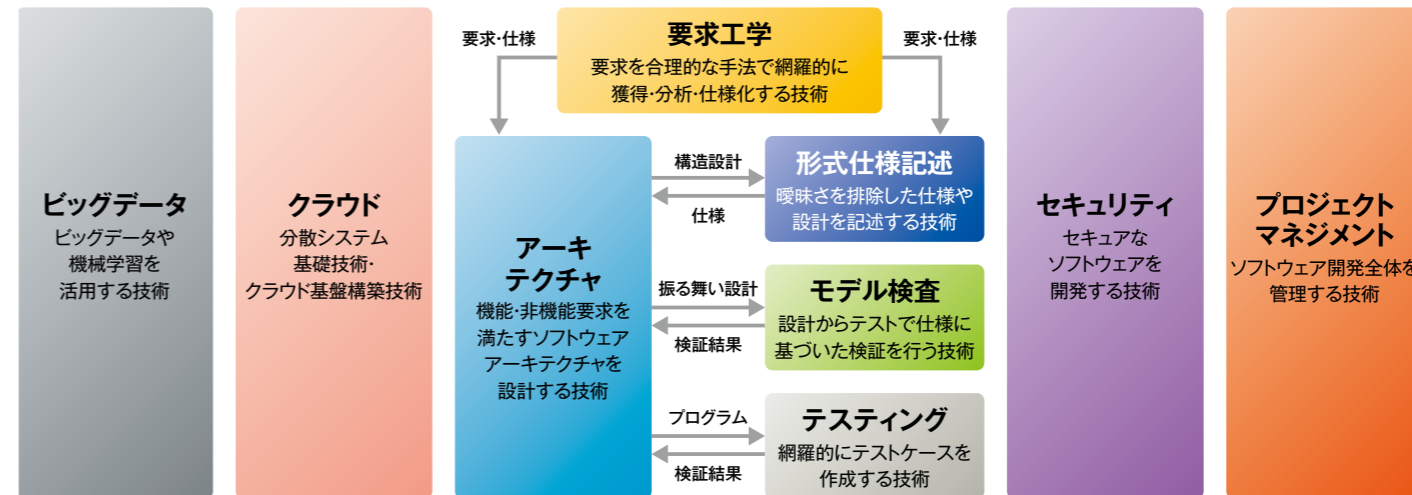 ビッグデータ
ビッグデータや
機械学習を
活用する技術
クラウド
分散システム
基礎技術・
クラウド基盤構築技術
要求・仕様
要求工学
要求を合理的な手法で網羅的に
獲得・分析・仕様化する技術
要求・仕様
アーキ
テクチャ
機能・非機能要求を
満たすソフトウェア
アーキテクチャを
設計する技術
構造設計
仕様
形式仕様記述
曖昧さを排除した仕様や
設計を記述する技術
振る舞い設計
検証結果
モデル検査
設計からテストで仕様に
基づいた検証を行う技術
プログラム
検証結果
テスティング
網羅的にテストケースを
作成する技術
セキュリティ
セキュアな
ソフトウェアを
開発する技術
プロジェクト
マネジメント
ソフトウェア開発全体を
管理する技術